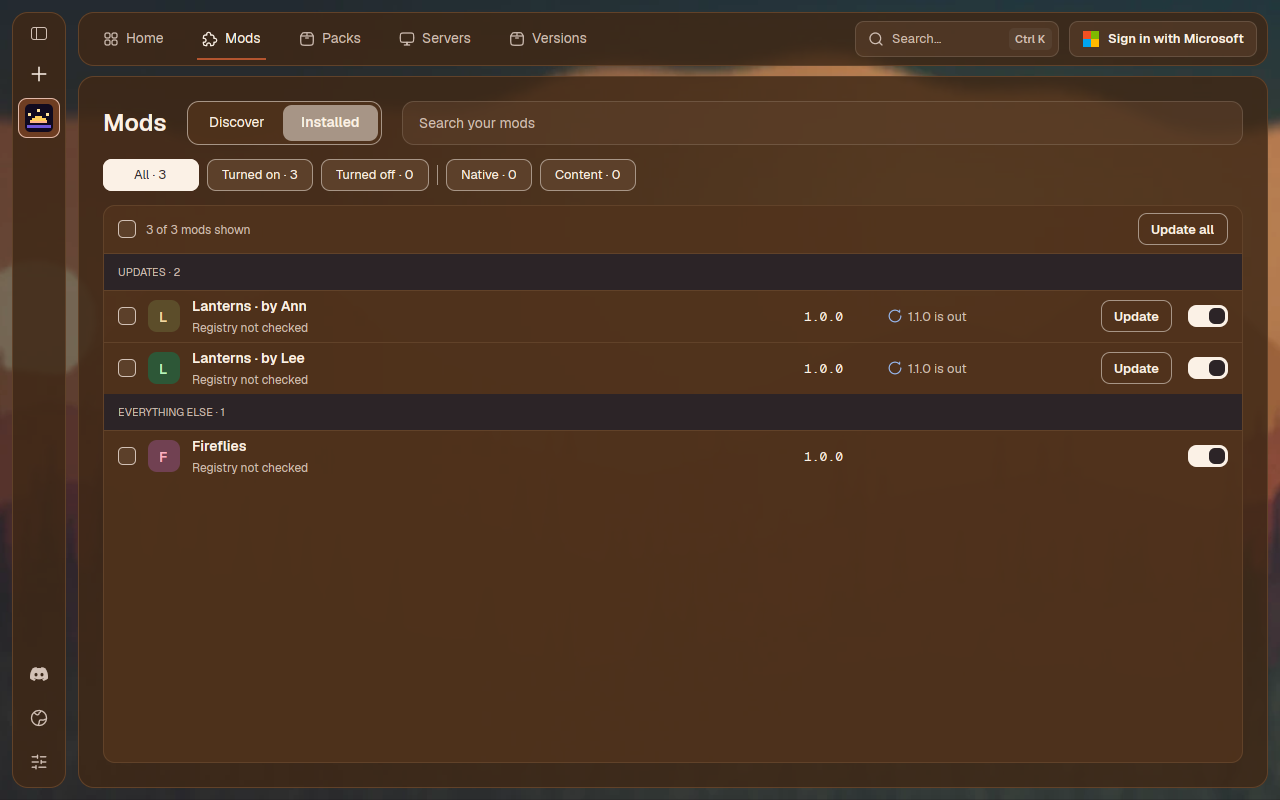 Home
Mods
Packs
Servers
Versions
Search...
Ctrl K
Sign in with Microsoft
Mods
Discover
Installed
Search your mods
All · 3
Turned on · 3
Turned off · 0
Native · 0
Content · 0
3 of 3 mods shown
Update all
UPDATES · 2
L
Lanterns · by Ann
Registry not checked
1.0.0
1.1.0 is out
Update
L
Lanterns · by Lee
Registry not checked
1.0.0
1.1.0 is out
Update
EVERYTHING ELSE · 1
F
Fireflies
Registry not checked
1.0.0